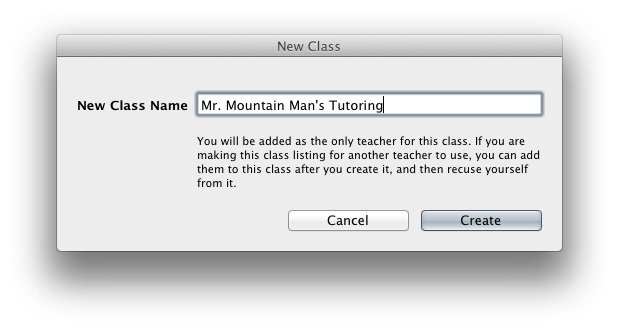 New Class
New Class Name Mr. Mountain Man's Tutoring
You will be added as the only teacher for this class. If you are
making this class listing for another teacher to use, you can add
them to this class after you create it, and then recuse yourself
from it.
Cancel Create